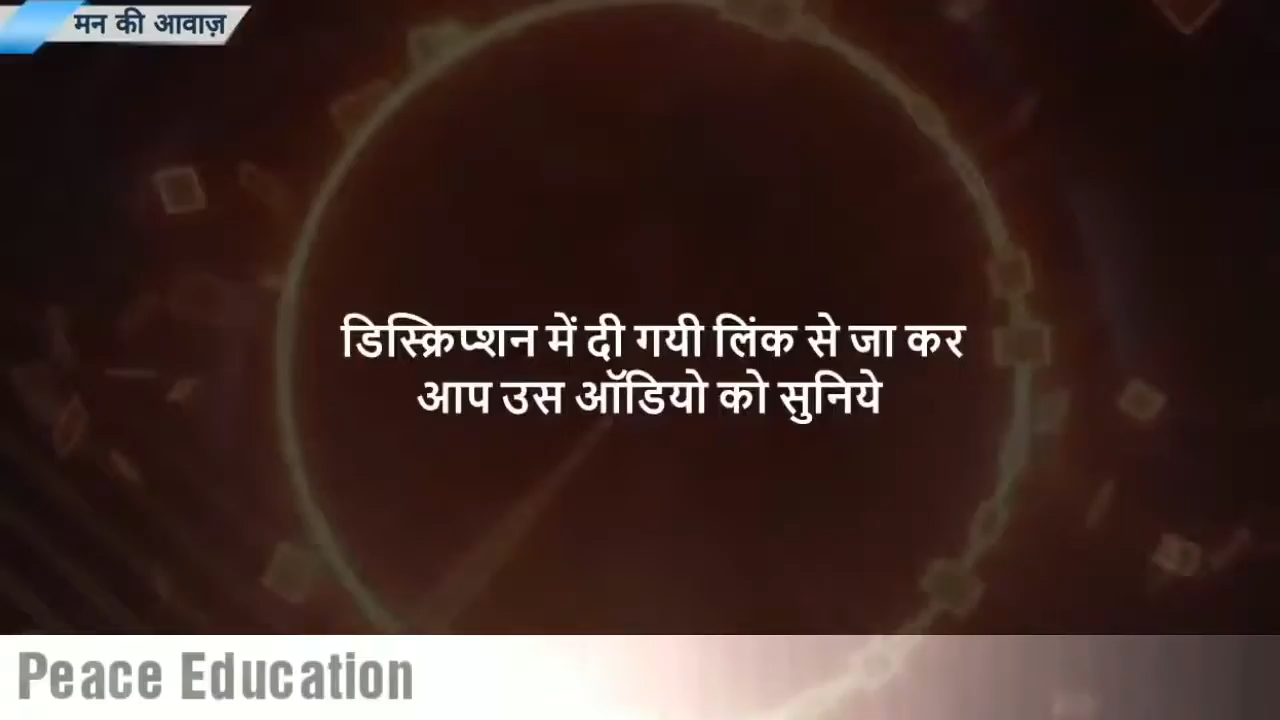 मन की आवाज़
डिस्क्रिप्शन में दी गयी लिंक से जा कर
आप उस ऑडियो को सुनिये
Peace Education